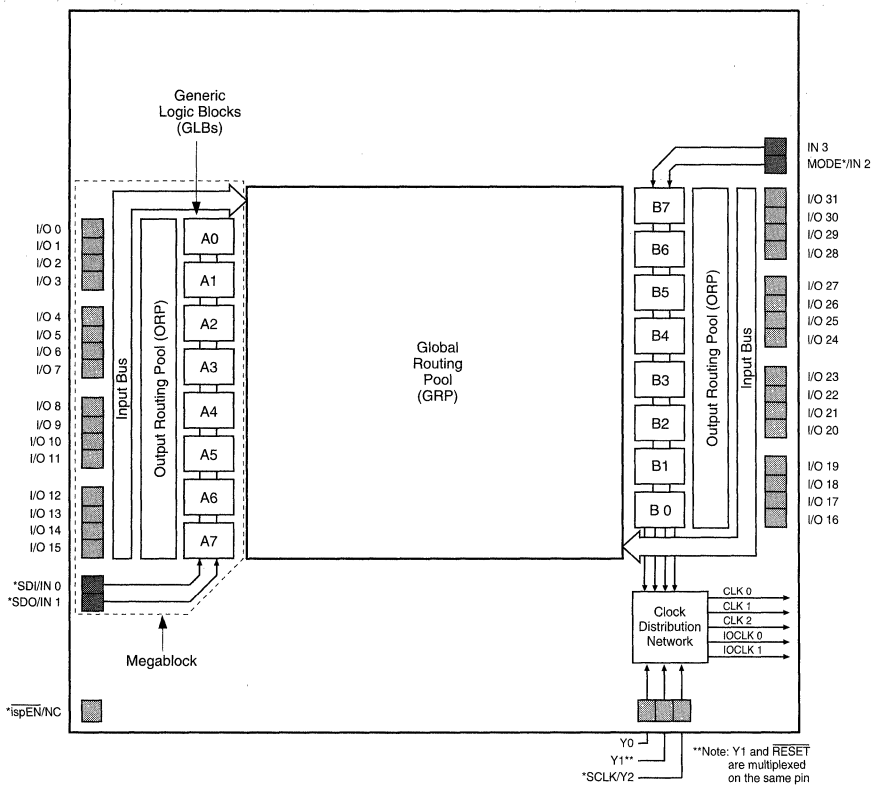 Generic
Logic Blocks
(GLBs)
IN 3
MODE*/IN 2
I/O 0
I/O 1
I/O 2
I/O 3
I/O 4
I/O 5
I/O 6
I/O 7
I/O 8
I/O 9
I/O 10
I/O 11
I/O 12
I/O 13
I/O 14
I/O 15
*SDI/IN 0
*SDO/IN 1
Input Bus
Output Routing Pool (ORP)
A0
A1
A2
A3
A4
A5
A6
A7
Megablock
*ispEN/NC
Global
Routing
Pool
(GRP)
B7
B6
B5
B4
B3
B2
B1
B 0
Output Routing Pool (ORP)
Input Bus
I/O 31
I/O 30
I/O 29
I/O 28
I/O 27
I/O 26
I/O 25
I/O 24
I/O 23
I/O 22
I/O 21
I/O 20
I/O 19
I/O 18
I/O 17
I/O 16
Clock
Distribution
Network
CLK 0
CLK 1
CLK 2
IOCLK 0
IOCLK 1
Y0
Y1**
*SCLK/Y2
**Note: Y1 and RESET
are multiplexed
on the same pin